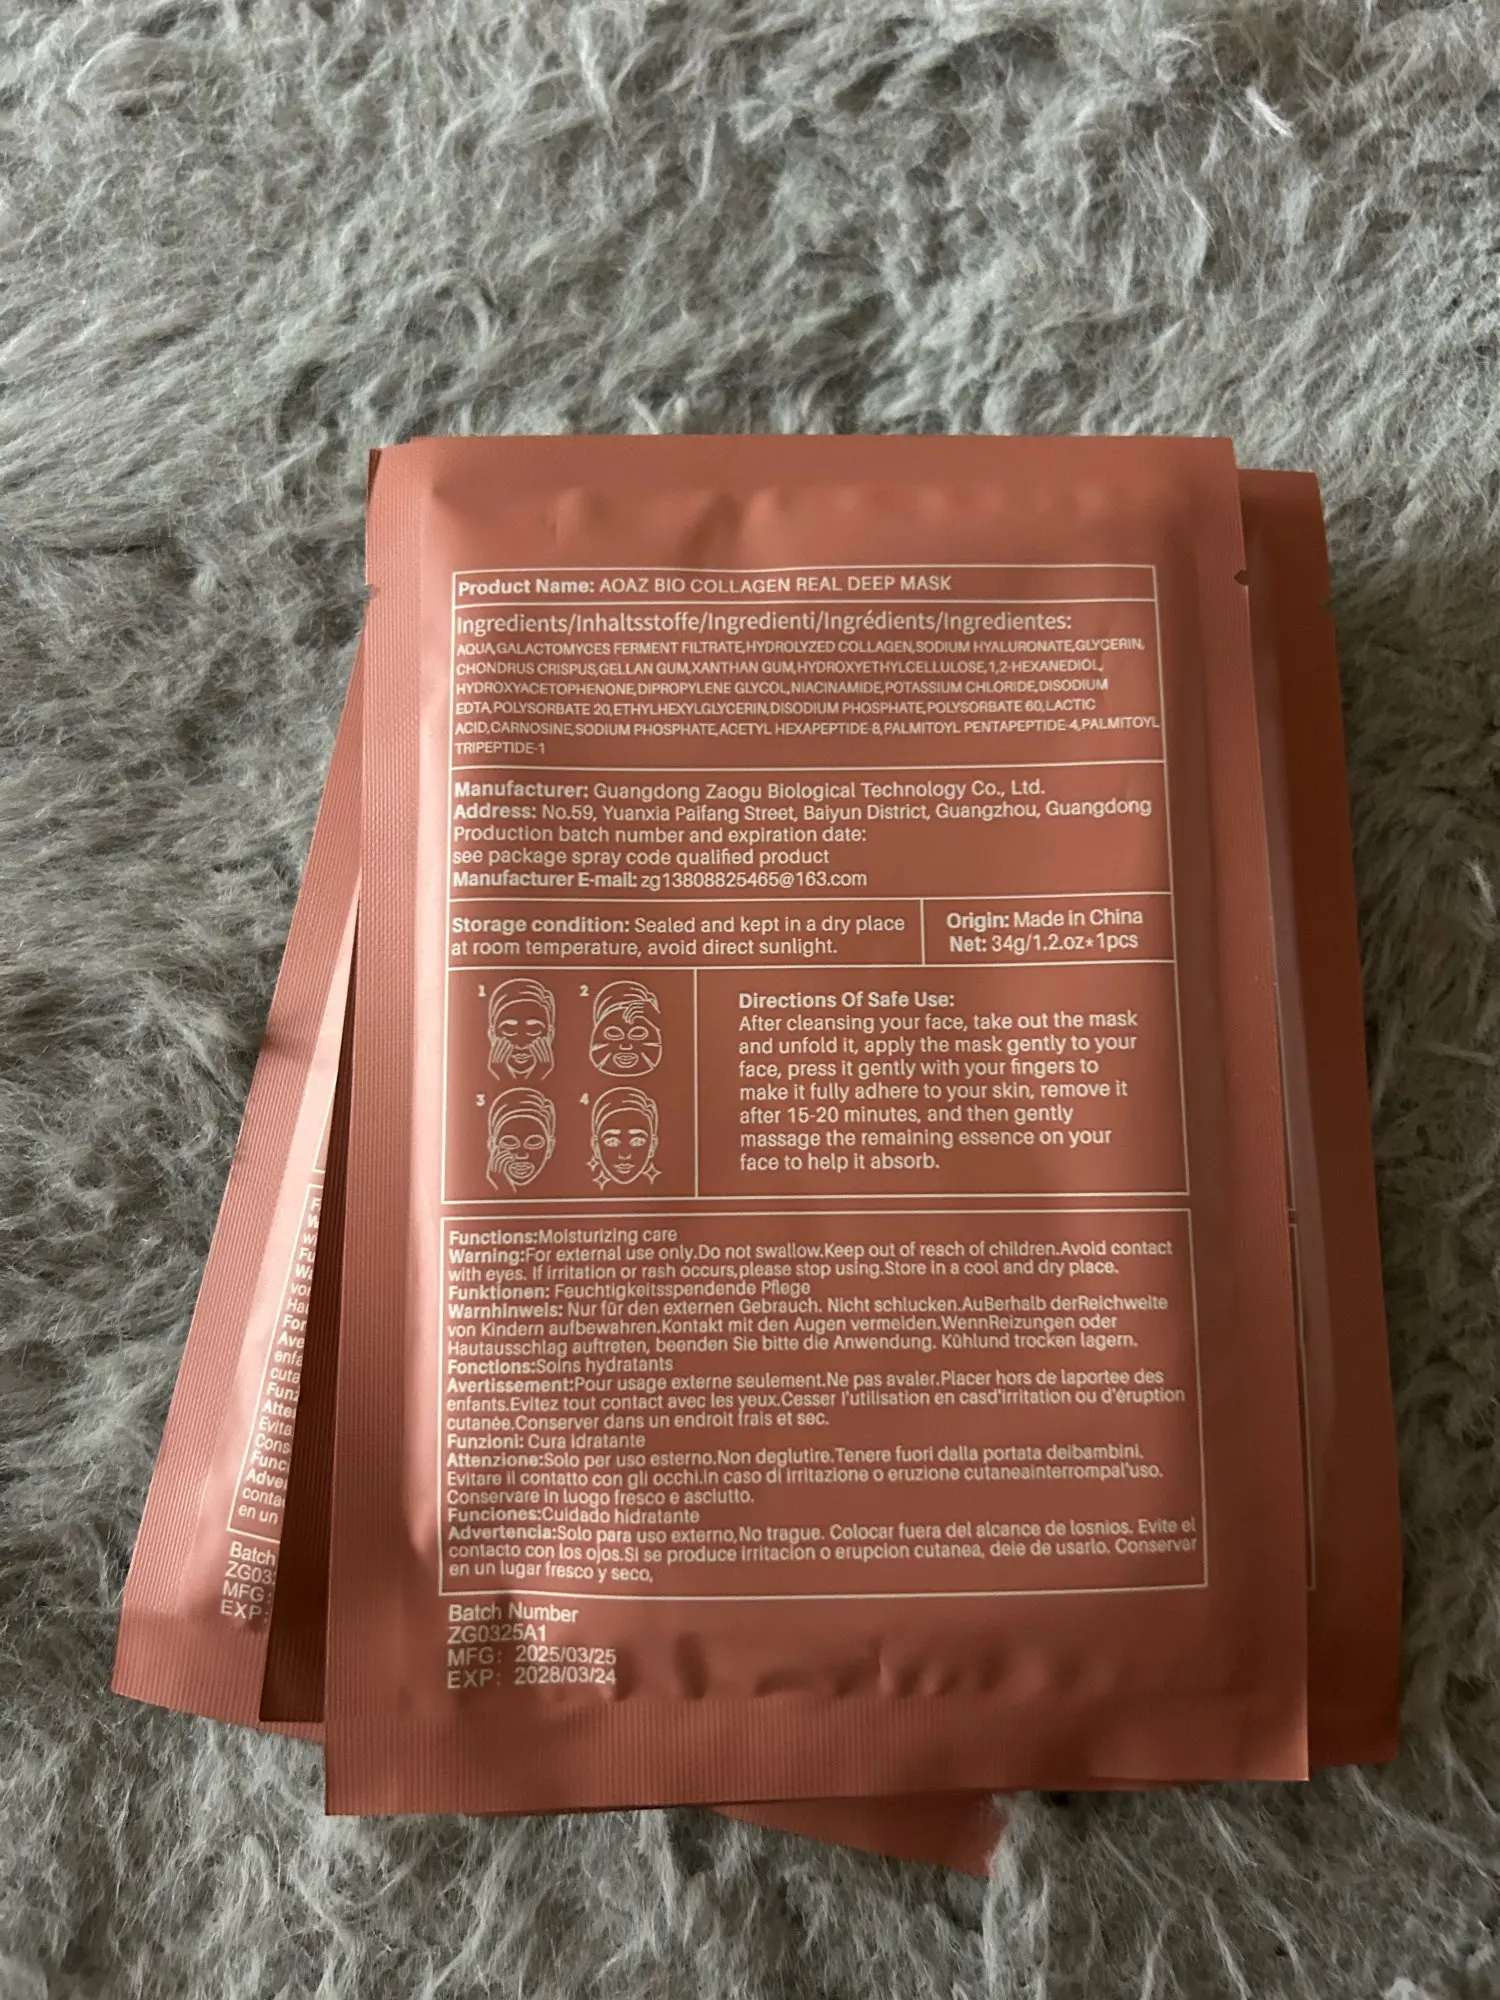 Product Name: AOAZ BIO COLLAGEN REAL DEEP MASK
Ingredients/Inhaltsstoffe/Ingredienti/Ingrédients/Ingredientes:
AQUA,GALACTOMYCES FERMENT FILTRATE,HYDROLYZED COLLAGEN,SODIUM HYALURONATE,GLYCERIN,
CHONDRUS CRISPUS,GELLAN GUM,XANTHAN GUM,HYDROXYETHYLCELLULOSE,1,2-HEXANEDIOL,
HYDROXYACETOPHENONE,DIPROPYLENE GLYCOL,NIACINAMIDE,POTASSIUM CHLORIDE,DISODIUM
EDTA,POLYSORBATE 20,ETHYLHEXYLGLYCERIN,DISODIUM PHOSPHATE,POLYSORBATE 60,LACTIC
ACID,CARNOSINE,SODIUM PHOSPHATE,ACETYL HEXAPEPTIDE-8,PALMITOYL PENTAPEPTIDE-4,PALMITOYL
TRIPEPTIDE-1
Manufacturer: Guangdong Zaogu Biological Technology Co., Ltd.
Address: No.59, Yuanxia Paifang Street, Baiyun District, Guangzhou, Guangdong
Production batch number and expiration date:
see package spray code qualified product
Manufacturer E-mail: zg13808825465@163.com
Storage condition: Sealed and kept in a dry place
at room temperature, avoid direct sunlight.
Origin: Made in China
Net: 34g/1.2.oz*1pcs
1
2
3
4
Directions Of Safe Use:
After cleansing your face, take out the mask
and unfold it, apply the mask gently to your
face, press it gently with your fingers to
make it fully adhere to your skin, remove it
after 15-20 minutes, and then gently
massage the remaining essence on your
face to help it absorb.
Functions:Moisturizing care
Warning:For external use only.Do not swallow.Keep out of reach of children.Avoid contact
with eyes. If irritation or rash occurs,please stop using.Store in a cool and dry place.
Funktionen: Feuchtigkeitsspendende Pflege
Warnhinweis: Nur für den externen Gebrauch. Nicht schlucken.AuBerhalb derReichweite
von Kindern aufbewahren.Kontakt mit den Augen vermeiden.WennReizungen oder
Hautausschlag auftreten, beenden Sie bitte die Anwendung. Kühlund trocken lagern.
Fonctions:Soins hydratants
Avertissement:Pour usage externe seulement.Ne pas avaler.Placer hors de laportee des
enfants.Evitez tout contact avec les yeux.Cesser l'utilisation en casd'irritation ou d'éruption
cutanèe.Conserver dans un endroit frais et sec.
Funzioni: Cura idratante
Attenzione:Solo per uso esterno.Non deglutire.Tenere fuori dalla portata deibambini.
Evitare il contatto con gli occhi.In caso di irritazione o eruzione cutaneainterrompal'uso.
Conservare in luogo fresco e asciutto.
Funciones:Cuidado hidratante
Advertencia:Solo para uso externo,No trague. Colocar fuera del alcance de losnios. Evite el
contacto con los ojos.Si se produce irritacion o erupcion cutanea, deie de usarlo. Conservar
en un lugar fresco y seco,
Batch Number
ZG0325A1
MFG: 2025/03/25
EXP: 2028/03/24
Batch
ZG03
MFG:
EXP: